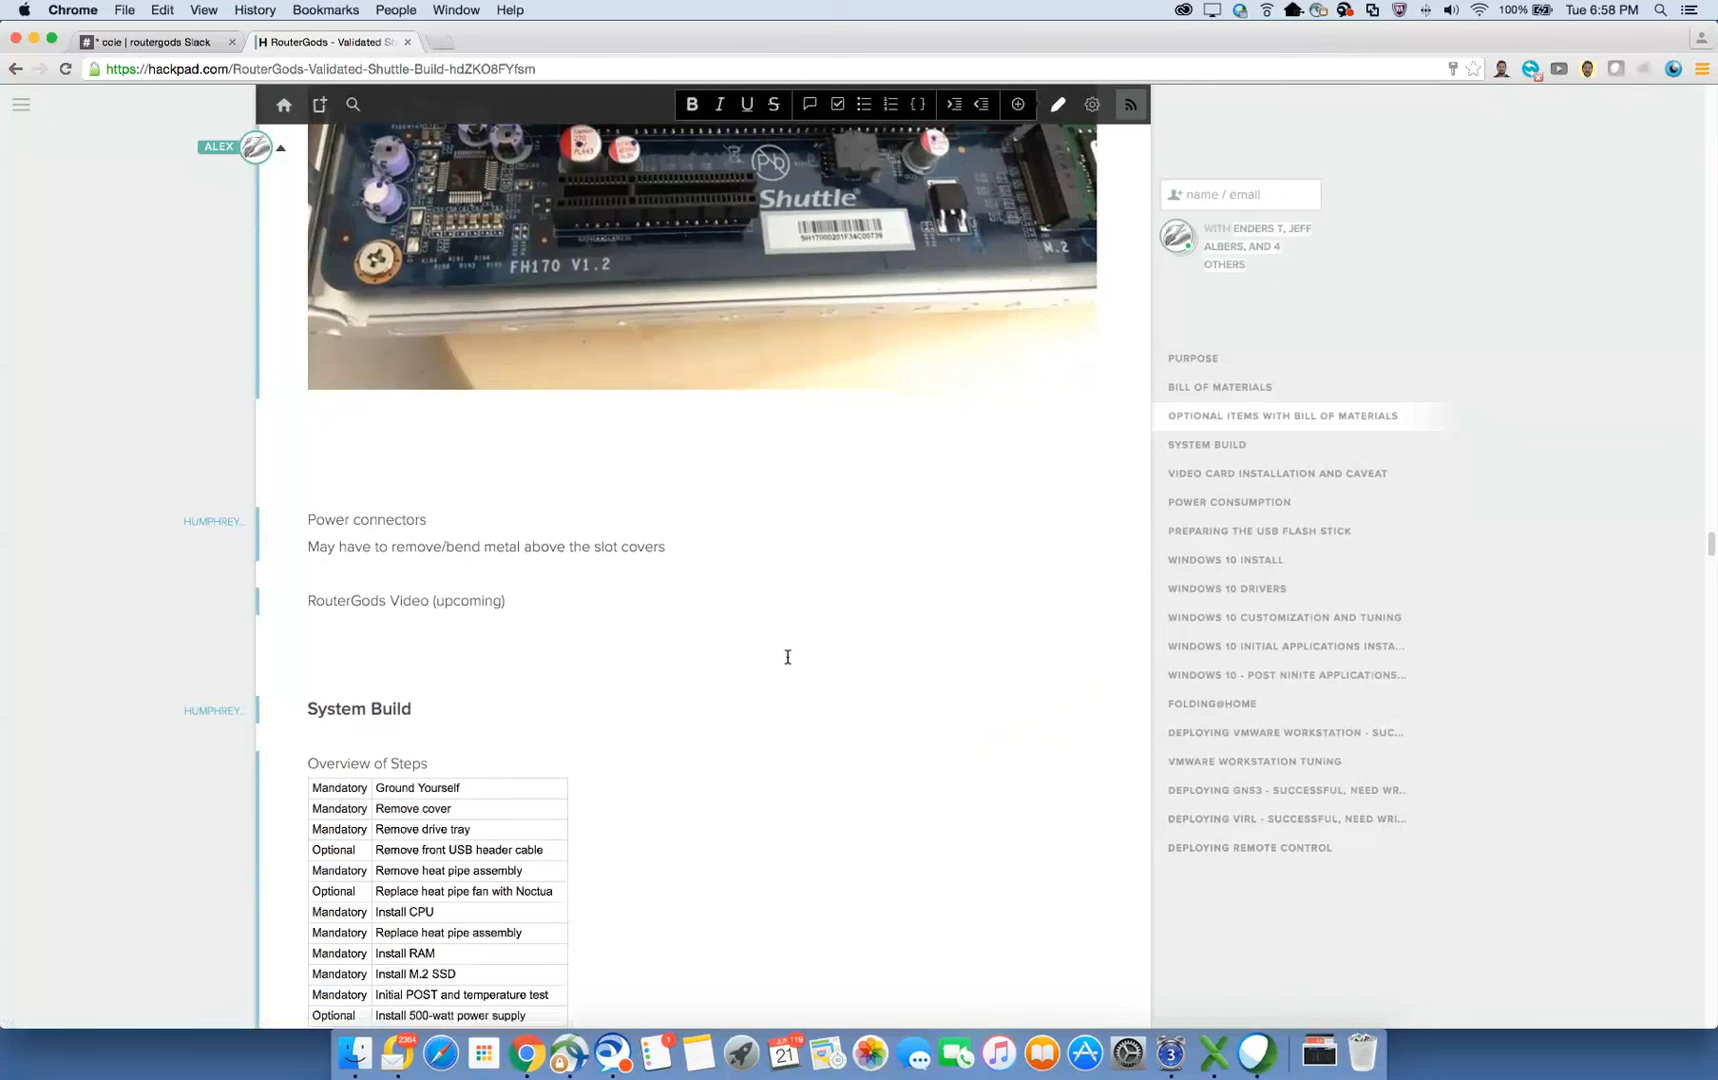 Chrome File Edit View History Bookmarks People Window Help 100% Tue 6:58 PM
* ccie | routergods Slack
RouterGods - Validated Sh
https://hackpad.com/RouterGods-Validated-Shuttle-Build-hdZKO8FYfsm
B I U S
ALEX
Shuttle
SH17000201F34C00739
FH170 V1.2
M.2
name / email
WITH ENDERS T, JEFF
ALBERS, AND 4
OTHERS
PURPOSE
BILL OF MATERIALS
OPTIONAL ITEMS WITH BILL OF MATERIALS
SYSTEM BUILD
VIDEO CARD INSTALLATION AND CAVEAT
POWER CONSUMPTION
PREPARING THE USB FLASH STICK
WINDOWS 10 INSTALL
WINDOWS 10 DRIVERS
WINDOWS 10 CUSTOMIZATION AND TUNING
WINDOWS 10 INITIAL APPLICATIONS INSTA...
WINDOWS 10 - POST NINITE APPLICATIONS...
FOLDING@HOME
DEPLOYING VMWARE WORKSTATION - SUC...
VMWARE WORKSTATION TUNING
DEPLOYING GNS3 - SUCCESSFUL, NEED WR...
DEPLOYING VIRL - SUCCESSFUL, NEED WRI...
DEPLOYING REMOTE CONTROL
HUMPHREY...
Power connectors
May have to remove/bend metal above the slot covers
RouterGods Video (upcoming)
HUMPHREY...
System Build
Overview of Steps
Mandatory Ground Yourself
Mandatory Remove cover
Mandatory Remove drive tray
Optional Remove front USB header cable
Mandatory Remove heat pipe assembly
Optional Replace heat pipe fan with Noctua
Mandatory Install CPU
Mandatory Replace heat pipe assembly
Mandatory Install RAM
Mandatory Install M.2 SSD
Mandatory Initial POST and temperature test
Optional Install 500-watt power supply
2364
1
21
3